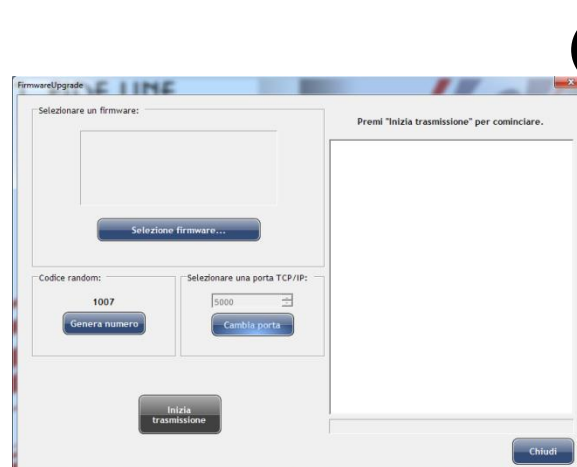 FirmwareUpgrade
Selezionare un firmware:
Premi "Inizia trasmissione" per cominciare.
Selezione firmware...
Codice random:
Selezionare una porta TCP/IP:
1007
5000
Genera numero
Cambia porta
Inizia
trasmissione
Chiudi